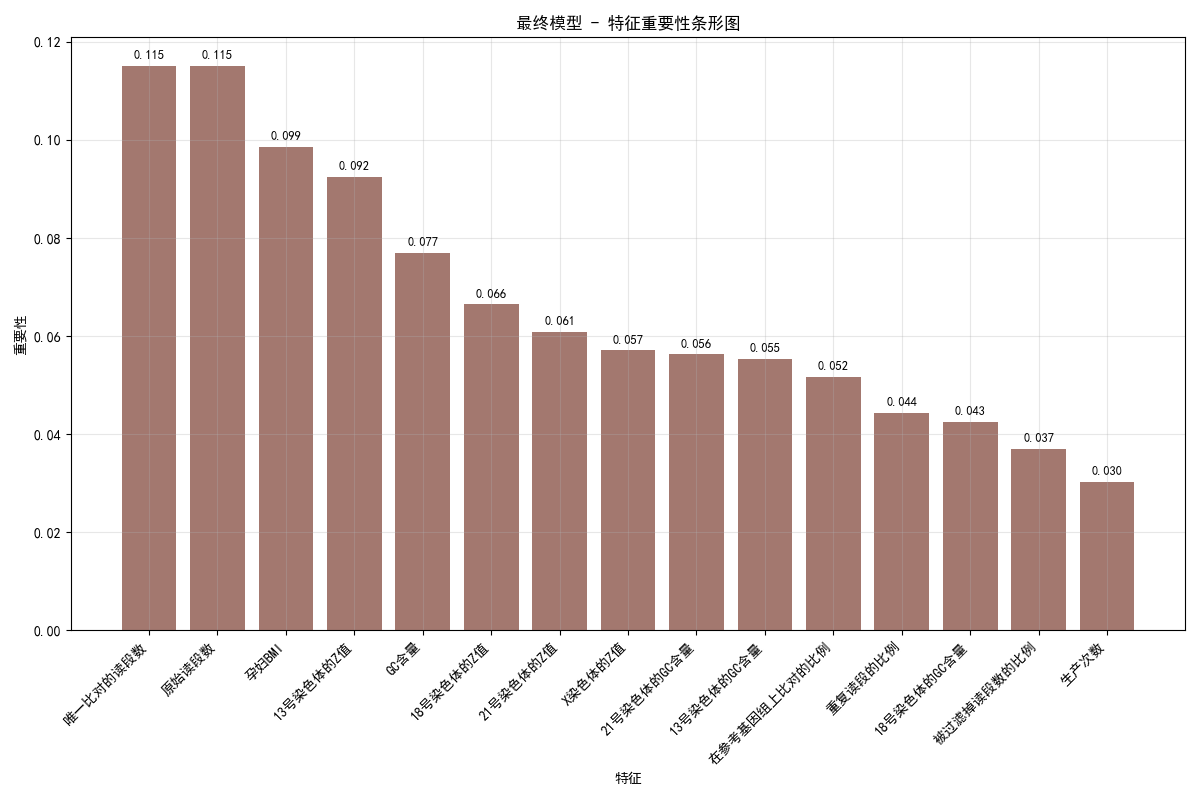 最终模型 - 特征重要性条形图
重要性
0.12
0.10
0.08
0.06
0.04
0.02
0.00
0.115
0.115
0.099
0.092
0.077
0.066
0.061
0.057
0.056
0.055
0.052
0.044
0.043
0.037
0.030
唯一比对的读段数
原始读段数
孕妇BMI
13号染色体的Z值
GC含量
18号染色体的Z值
21号染色体的Z值
X染色体的Z值
21号染色体的GC含量
13号染色体的GC含量
在参考基因组上比对的比例
重复读段的比例
18号染色体的GC含量
被过滤掉读段数的比例
生产次数
特征